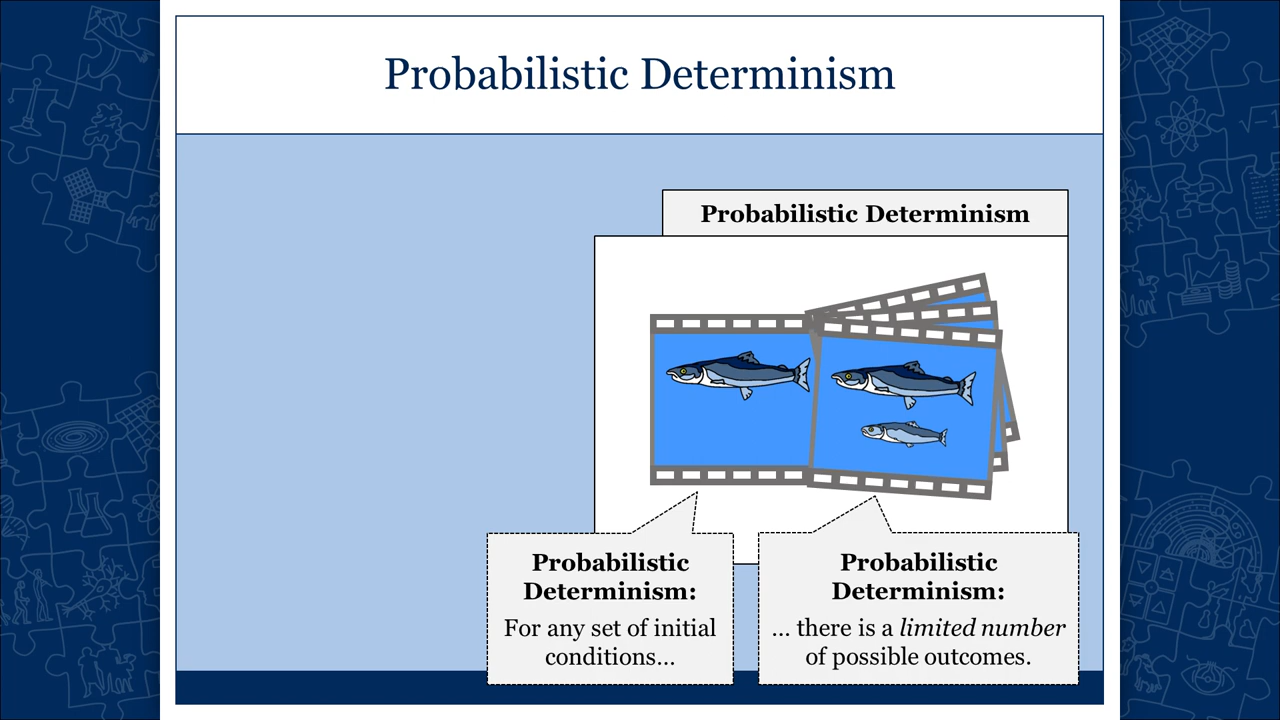 Probabilistic Determinism
Probabilistic Determinism
Probabilistic
Determinism:
For any set of initial
conditions...
Probabilistic
Determinism:
... there is a limited number
of possible outcomes.